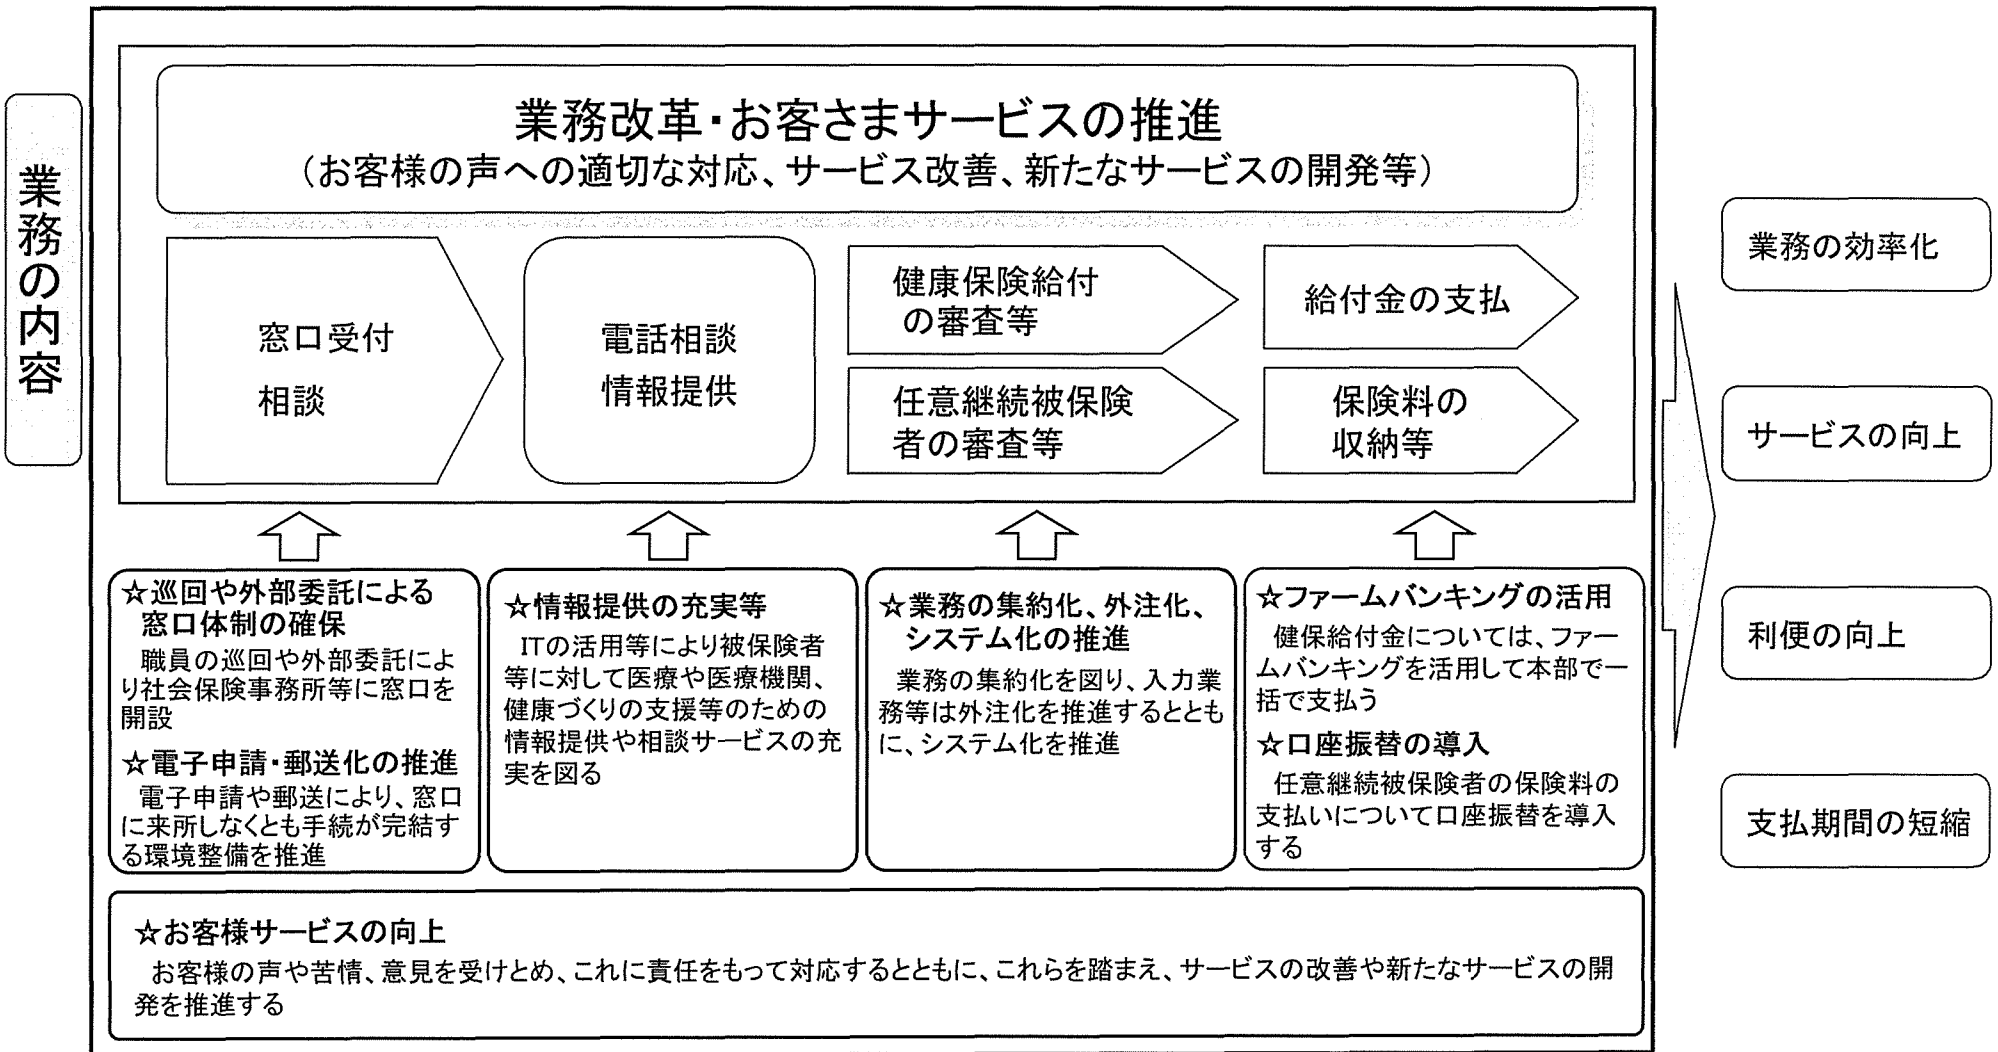 業務の内容
業務改革・お客さまサービスの推進
（お客様の声への適切な対応、サービス改善、新たなサービスの開発等）
窓口受付
相談
電話相談
情報提供
健康保険給付
の審査等
任意継続被保険
者の審査等
給付金の支払
保険料の
収納等
☆巡回や外部委託による
窓口体制の確保
職員の巡回や外部委託によ
り社会保険事務所等に窓口を
開設
☆電子申請・郵送化の推進
電子申請や郵送により、窓口
に来所しなくとも手続が完結す
る環境整備を推進
☆情報提供の充実等
ITの活用等により被保険者
等に対して医療や医療機関、
健康づくりの支援等のための
情報提供や相談サービスの充
実を図る
☆業務の集約化、外注化、
システム化の推進
業務の集約化を図り、入力業
務等は外注化を推進するととも
に、システム化を推進
☆ファームバンキングの活用
健保給付金については、ファー
ムバンキングを活用して本部で一
括で支払う
☆口座振替の導入
任意継続被保険者の保険料の
支払いについて口座振替を導入
する
☆お客様サービスの向上
お客様の声や苦情、意見を受けとめ、これに責任をもって対応するとともに、これらを踏まえ、サービスの改善や新たなサービスの開
発を推進する
業務の効率化
サービスの向上
利便の向上
支払期間の短縮